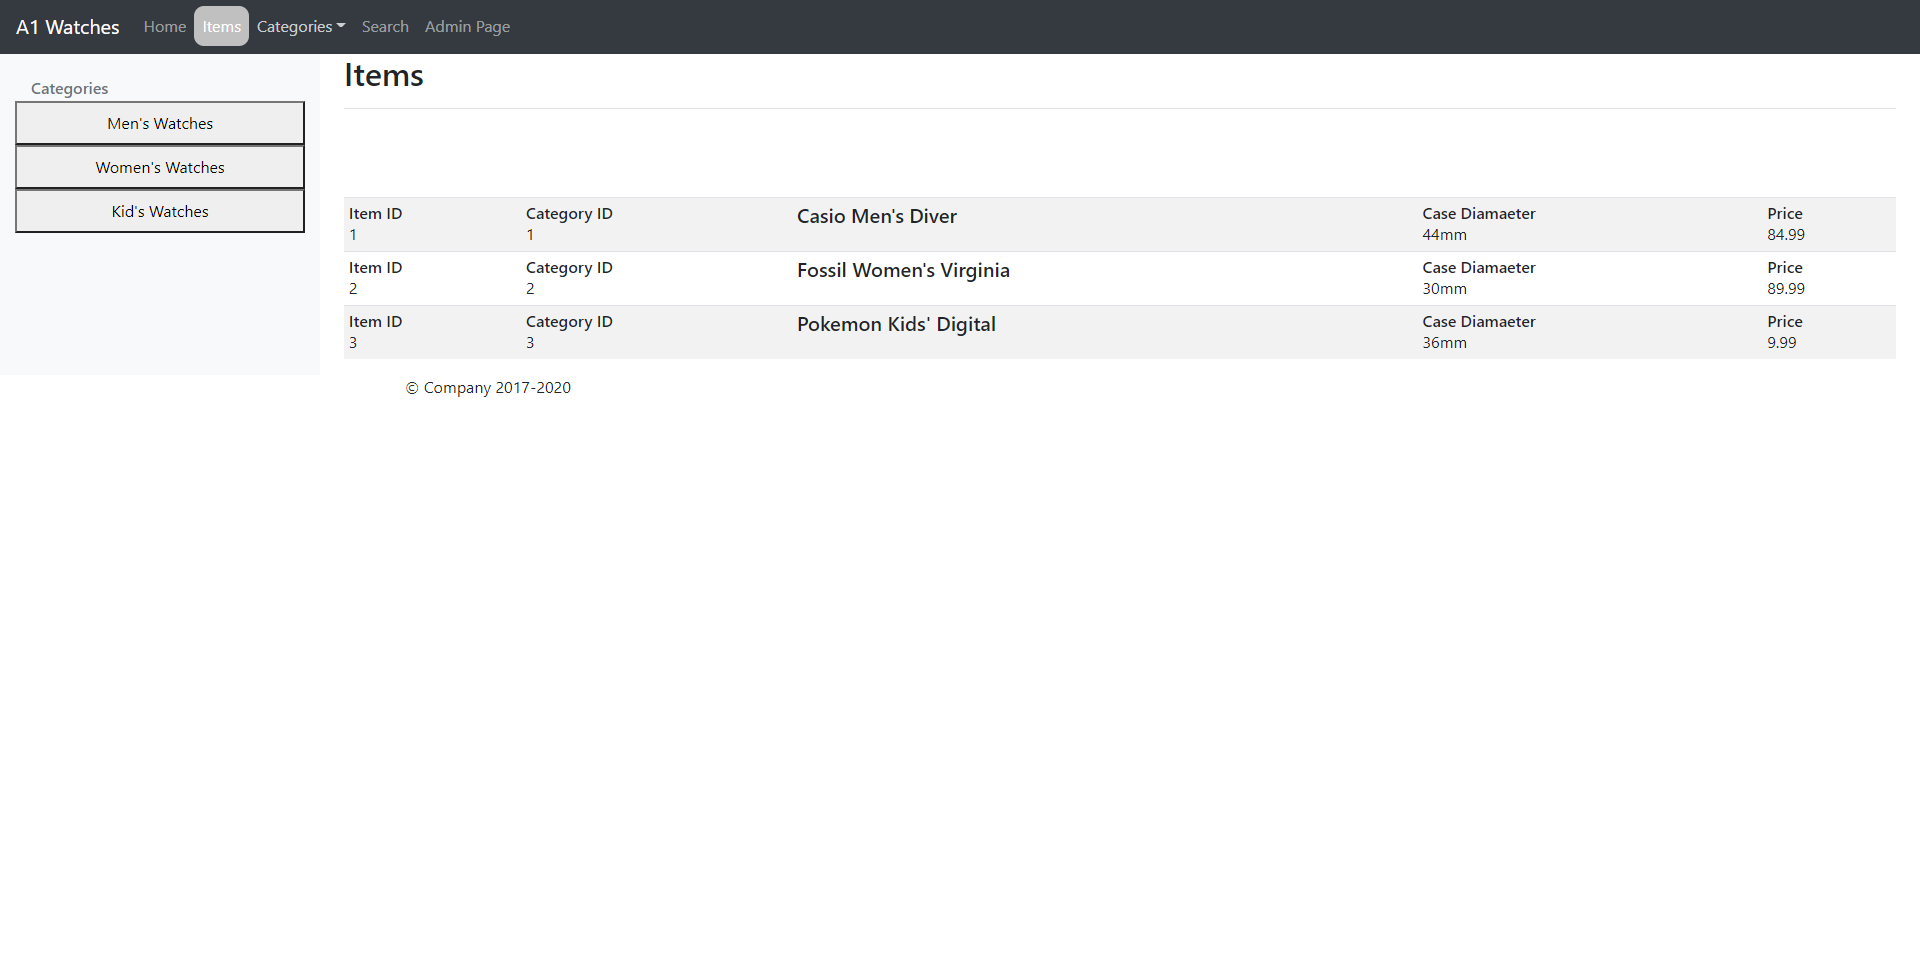 A1 Watches Home Items Categories Search Admin Page
Categories
Men's Watches
Women's Watches
Kid's Watches
Items
Item ID Category ID Casio Men's Diver Case Diamaeter Price
1 1 44mm 84.99
Item ID Category ID Fossil Women's Virginia Case Diamaeter Price
2 2 30mm 89.99
Item ID Category ID Pokemon Kids' Digital Case Diamaeter Price
3 3 36mm 9.99
© Company 2017-2020